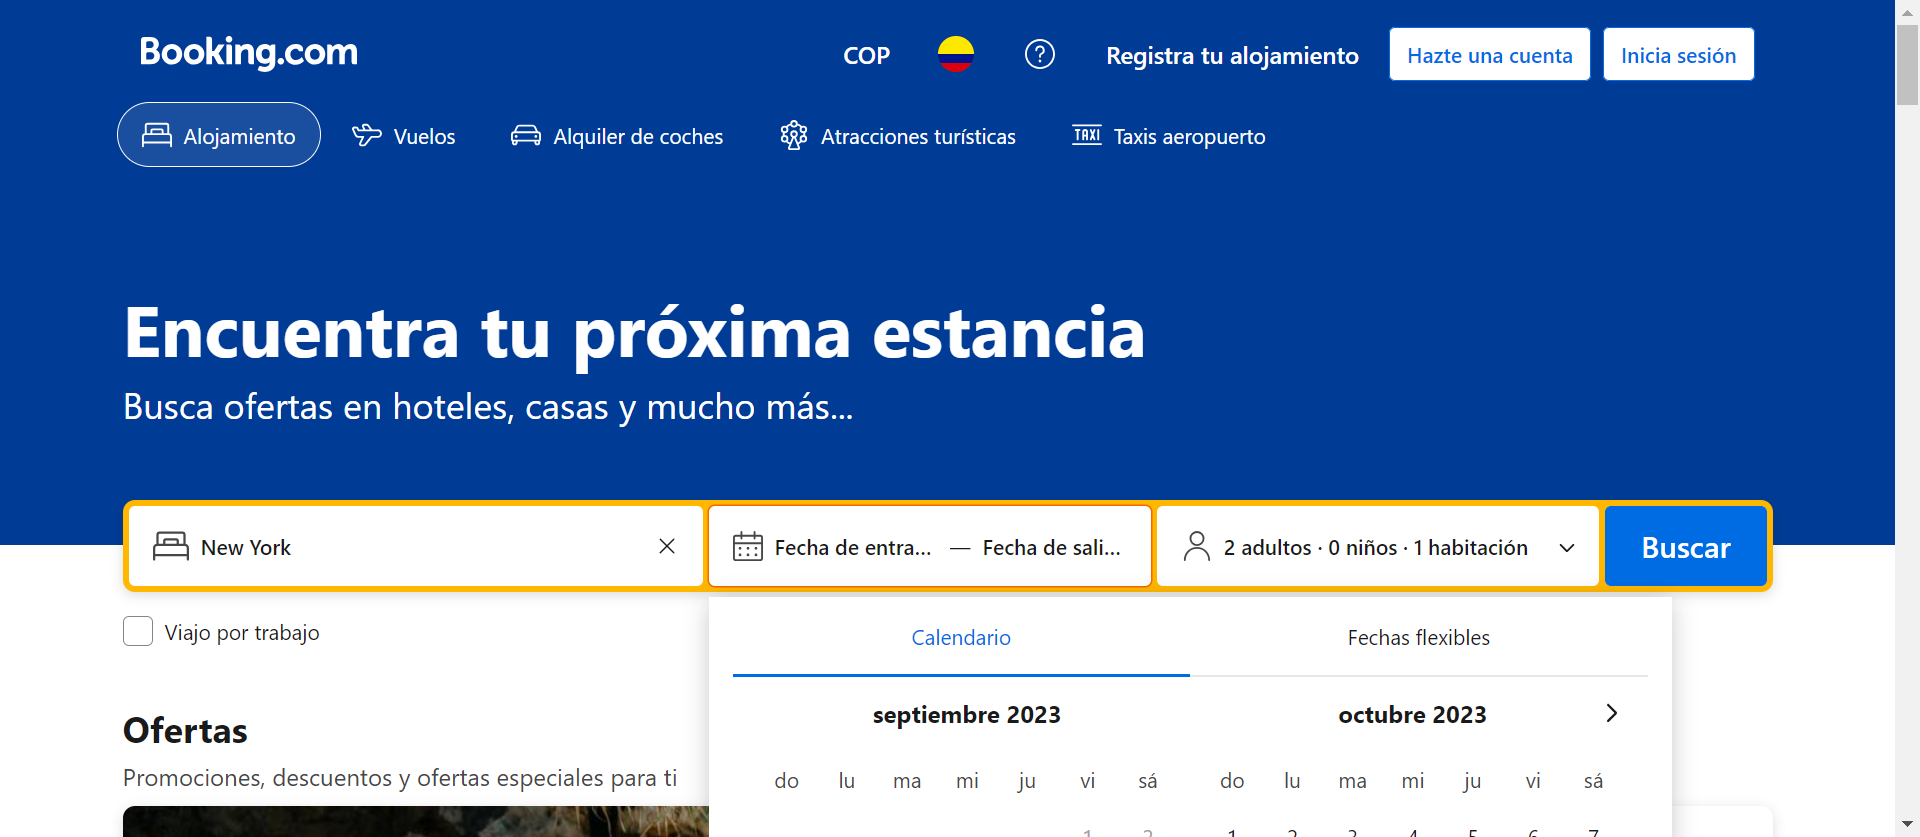 Booking.com
COP
Registra tu alojamiento
Hazte una cuenta
Inicia sesión
Alojamiento
Vuelos
Alquiler de coches
Atracciones turísticas
TAXI
Taxis aeropuerto
Encuentra tu próxima estancia
Busca ofertas en hoteles, casas y mucho más...
New York
Fecha de entra... — Fecha de sali...
2 adultos · 0 niños · 1 habitación
Buscar
Viajo por trabajo
Calendario
Fechas flexibles
septiembre 2023
octubre 2023
do lu ma mi ju vi sá
do lu ma mi ju vi sá
1 2
1 2 3 4 5 6 7
Ofertas
Promociones, descuentos y ofertas especiales para ti